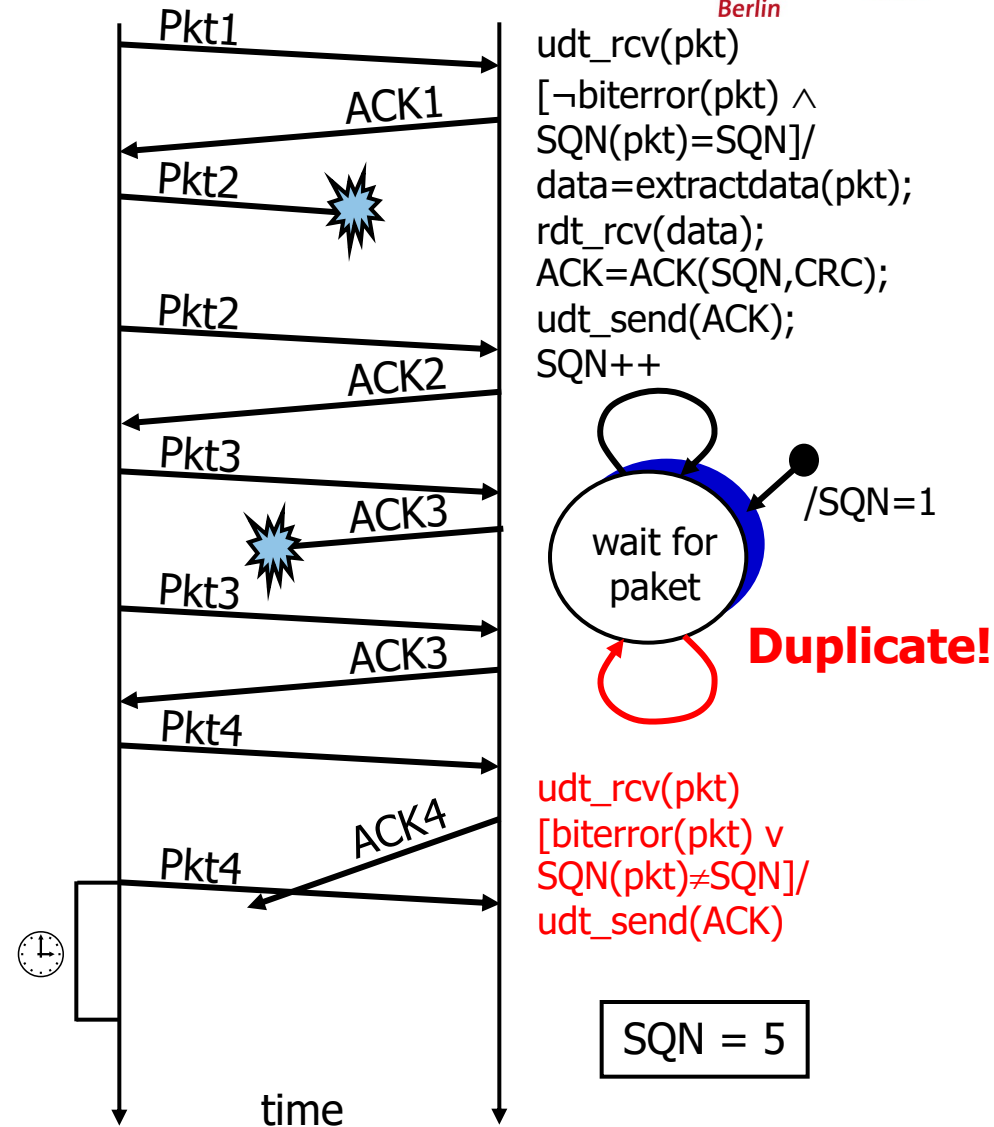 Berlin
Pkt1
ACK1
Pkt2
Pkt2
ACK2
Pkt3
ACK3
Pkt3
ACK3
Pkt4
ACK4
Pkt4
time
udt_rcv(pkt)
[¬biterror(pkt) ∧
SQN(pkt)=SQN]/
data=extractdata(pkt);
rdt_rcv(data);
ACK=ACK(SQN,CRC);
udt_send(ACK);
SQN++
/SQN=1
wait for
paket
Duplicate!
udt_rcv(pkt)
[biterror(pkt) v
SQN(pkt)≠SQN]/
udt_send(ACK)
SQN = 5